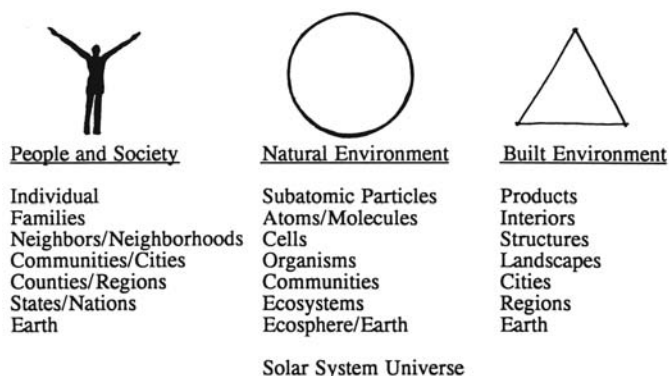 People and Society
Individual
Families
Neighbors/Neighborhoods
Communities/Cities
Counties/Regions
States/Nations
Earth
Natural Environment
Subatomic Particles
Atoms/Molecules
Cells
Organisms
Communities
Ecosystems
Ecosphere/Earth
Solar System Universe
Built Environment
Products
Interiors
Structures
Landscapes
Cities
Regions
Earth